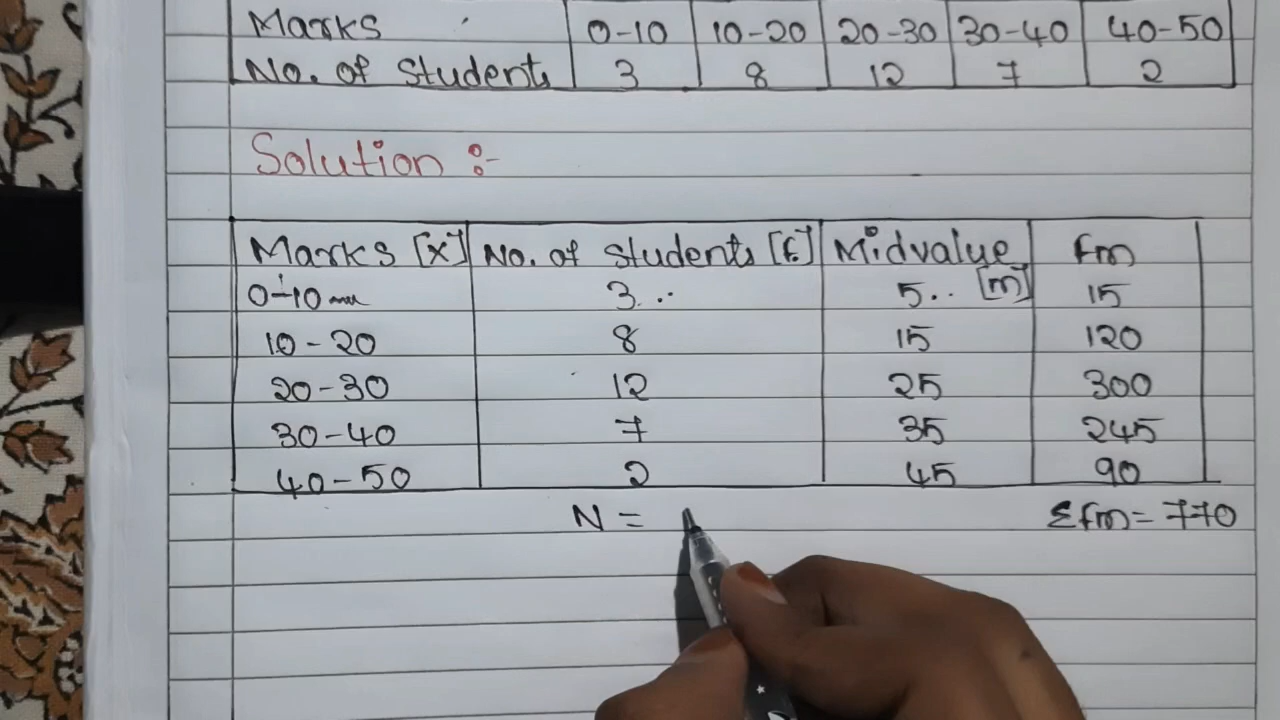 Marks 0-10 10-20 20-30 30-40 40-50
No. of Students 3 8 12 7 2
Solution :-
Marks [x] No. of Students [f] Midvalue [m] fm
0-10 3 5 15
10-20 8 15 120
20-30 12 25 300
30-40 7 35 245
40-50 2 45 90
N = Σfm = 770